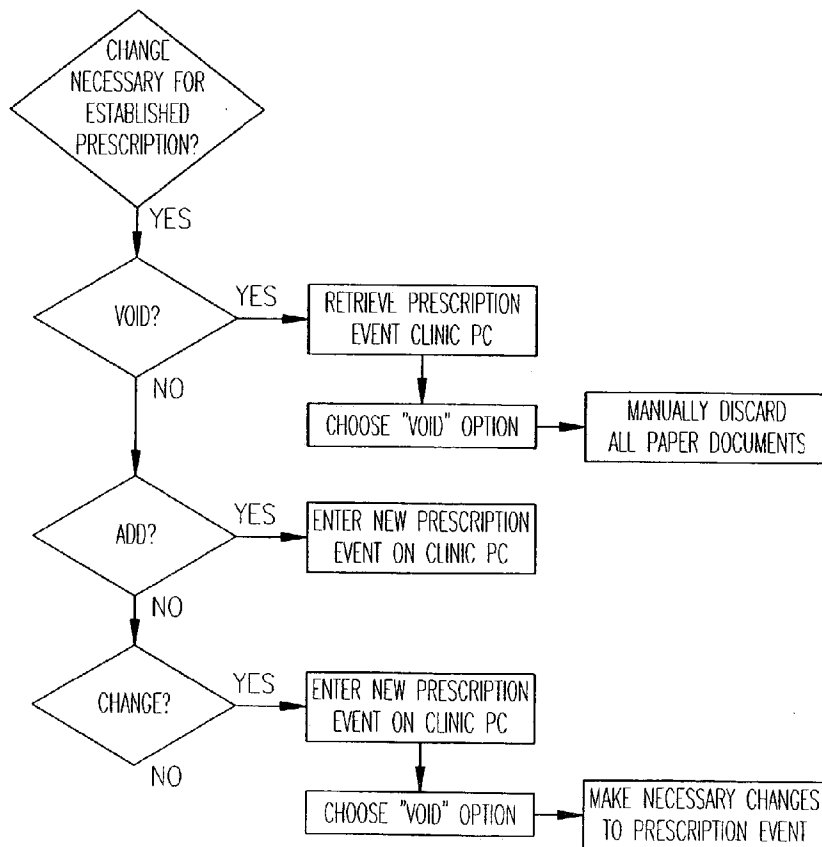 CHANGE
NECESSARY FOR
ESTABLISHED
PRESCRIPTION?
YES
VOID?
YES
RETRIEVE PRESCRIPTION
EVENT CLINIC PC
NO
CHOOSE "VOID" OPTION
MANUALLY DISCARD
ALL PAPER DOCUMENTS
ADD?
YES
ENTER NEW PRESCRIPTION
EVENT ON CLINIC PC
NO
CHANGE?
YES
ENTER NEW PRESCRIPTION
EVENT ON CLINIC PC
NO
CHOOSE "VOID" OPTION
MAKE NECESSARY CHANGES
TO PRESCRIPTION EVENT